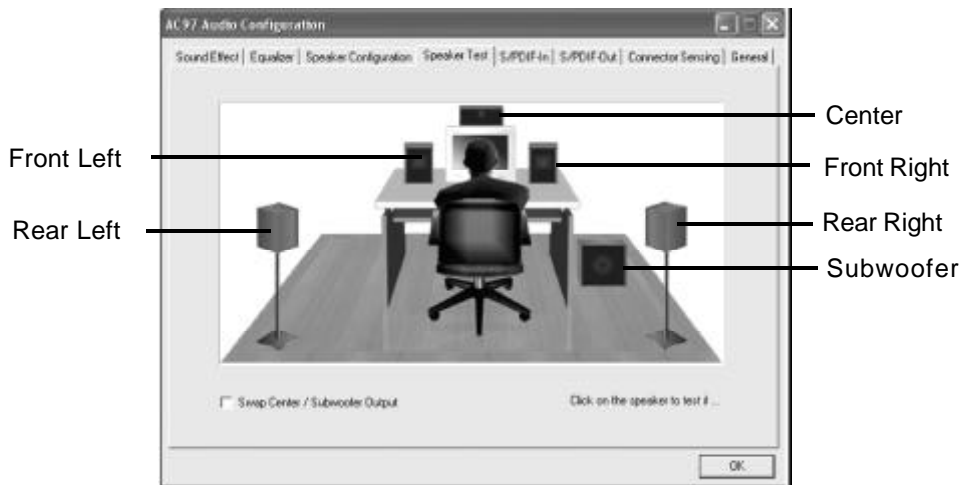 AC97 Audio Configuration
Sound Effect Equalizer Speaker Configuration Speaker Test S/PDIF-In S/PDIF-Out Connector Sensing General
Center
Front Left
Front Right
Rear Left
Rear Right
Subwoofer
Swap Center / Subwoofer Output
Click on the speaker to test it ...
OK